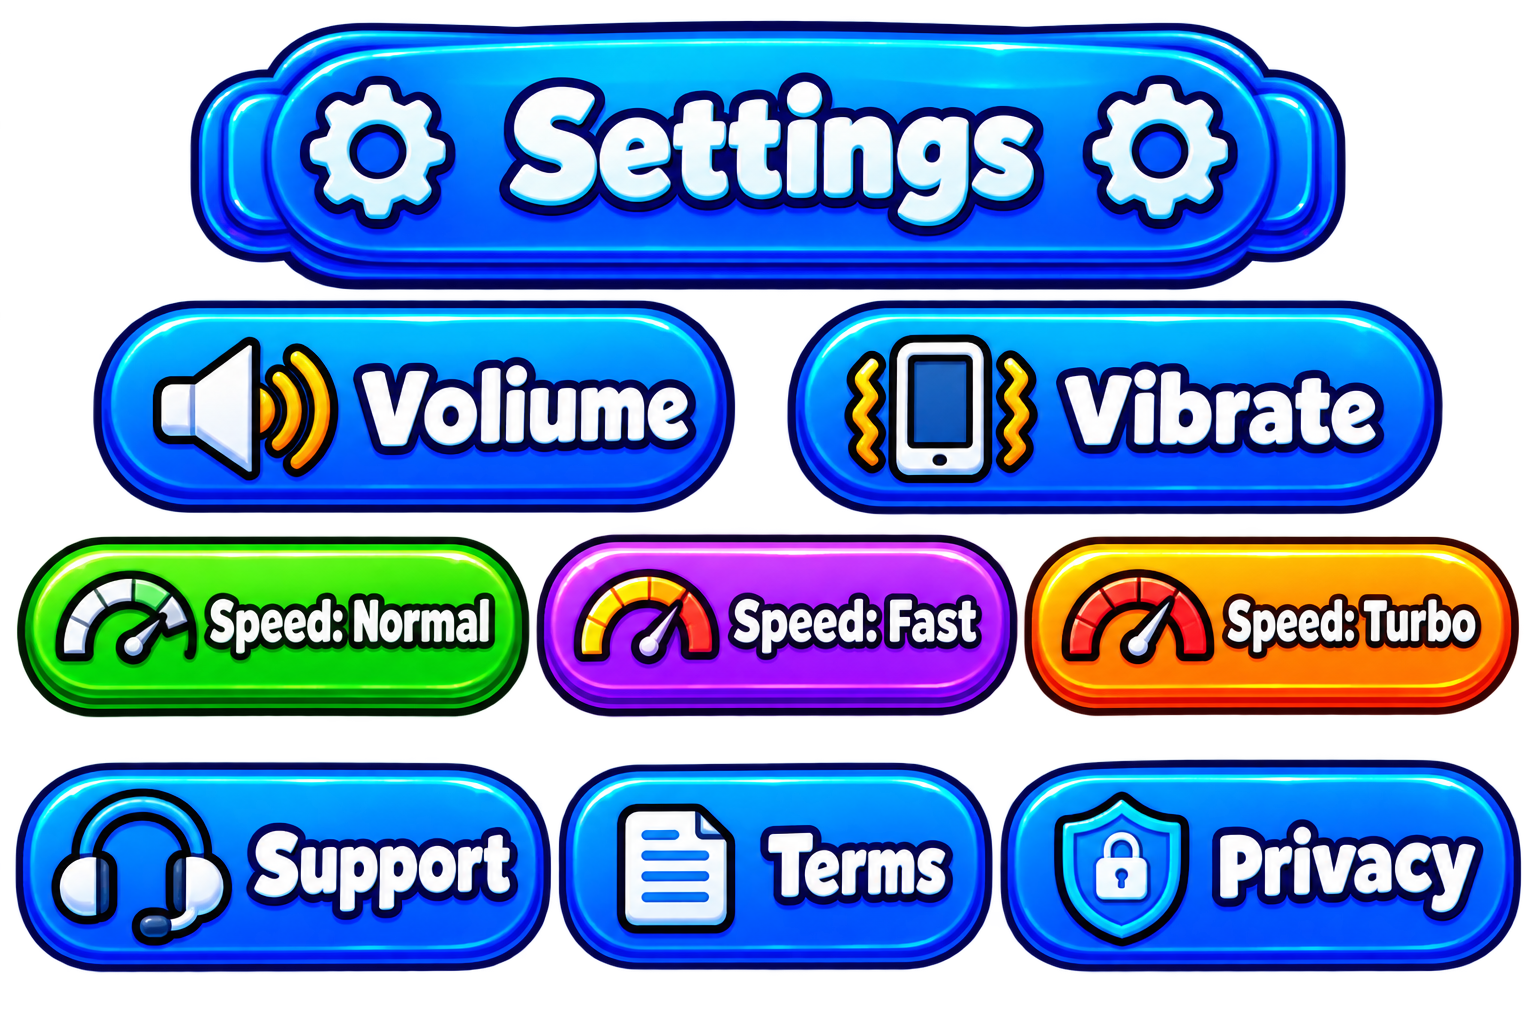 Settings
Voliume
Vibrate
Speed: Normal
Speed: Fast
Speed: Turbo
Support
Terms
Privacy